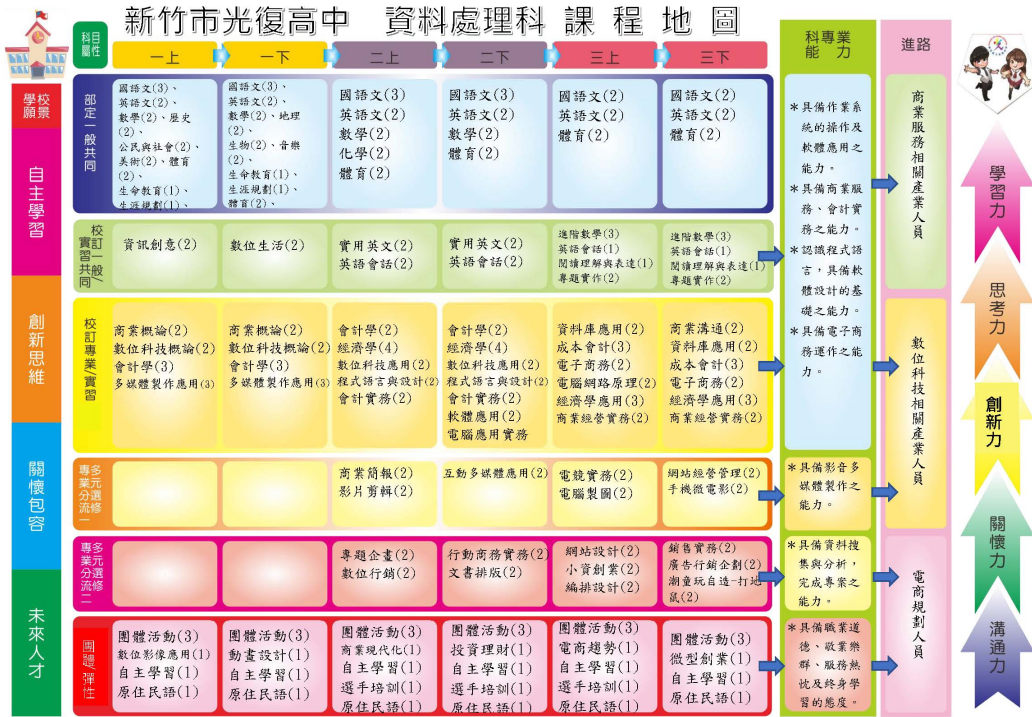 新竹市光復高中　資料處理科 課 程 地 圖
科目
屬性
一上
一下
二上
二下
三上
三下
科專業
能力
進路
學校
願景
自主學習
創新思維
關懷包容
未來人才
部定一般共同
國語文(3)、
英語文(2)、
數學(2)、歷史
(2)、
公民與社會(2)、
美術(2)、體育
(2)、
生命教育(1)、
生涯規劃(1)、
國語文(3)、
英語文(2)、
數學(2)、地理
(2)、
生物(2)、音樂
(2)、
生命教育(1)、
生涯規劃(1)、
體育(2)、
國語文(3)
英語文(2)
數學(2)
化學(2)
體育(2)
國語文(3)
英語文(2)
數學(2)
體育(2)
國語文(2)
英語文(2)
體育(2)
國語文(2)
英語文(2)
體育(2)
校訂一般/
實習共同
資訊創意(2)
數位生活(2)
實用英文(2)
英語會話(2)
實用英文(2)
英語會話(2)
進階數學(3)
英語會話(1)
閱讀理解與表達(1)
專題實作(2)
進階數學(3)
英語會話(1)
閱讀理解與表達(1)
專題實作(2)
校訂專業/實習
商業概論(2)
數位科技概論(2)
會計學(3)
多媒體製作應用(3)
商業概論(2)
數位科技概論(2)
會計學(3)
多媒體製作應用(3)
會計學(2)
經濟學(4)
數位科技應用(2)
程式語言與設計(2)
會計實務(2)
會計學(2)
經濟學(4)
數位科技應用(2)
程式語言與設計(2)
會計實務(2)
軟體應用(2)
電腦應用實務
資料庫應用(2)
成本會計(3)
電子商務(2)
電腦網路原理(2)
經濟學應用(3)
商業經營實務(2)
商業溝通(2)
資料庫應用(2)
成本會計(3)
電子商務(2)
經濟學應用(3)
商業經營實務(2)
多元選修
專業分流一
商業簡報(2)
影片剪輯(2)
互動多媒體應用(2)
電競實務(2)
電腦製圖(2)
網站經營管理(2)
手機微電影(2)
多元選修
專業分流二
專題企畫(2)
數位行銷(2)
行動商務實務(2)
文書排版(2)
網站設計(2)
小資創業(2)
編排設計(2)
銷售實務(2)
廣告行銷企劃(2)
潮童玩自造-打地
鼠(2)
團體/彈性
團體活動(3)
數位影像應用(1)
自主學習(1)
原住民語(1)
團體活動(3)
動畫設計(1)
自主學習(1)
原住民語(1)
團體活動(3)
商業現代化(1)
自主學習(1)
選手培訓(1)
原住民語(1)
團體活動(3)
投資理財(1)
自主學習(1)
選手培訓(1)
原住民語(1)
團體活動(3)
電商趨勢(1)
自主學習(1)
選手培訓(1)
原住民語(1)
團體活動(3)
微型創業(1)
自主學習(1)
原住民語(1)
＊具備作業系
統的操作及
軟體應用之
能力。
＊具備商業服
務、會計實
務之能力。
＊認識程式語
言，具備軟
體設計的基
礎之能力。
＊具備電子商
務運作之能
力。
＊具備影音多
媒體製作之
能力。
＊具備資料搜
集與分析，
完成專案之
能力。
＊具備職業道
德、敬業樂
群、服務熱
忱及終身學
習的態度。
商業服務相關產業人員
數位科技相關產業人員
電商規劃人員
學習力
思考力
創新力
關懷力
溝通力